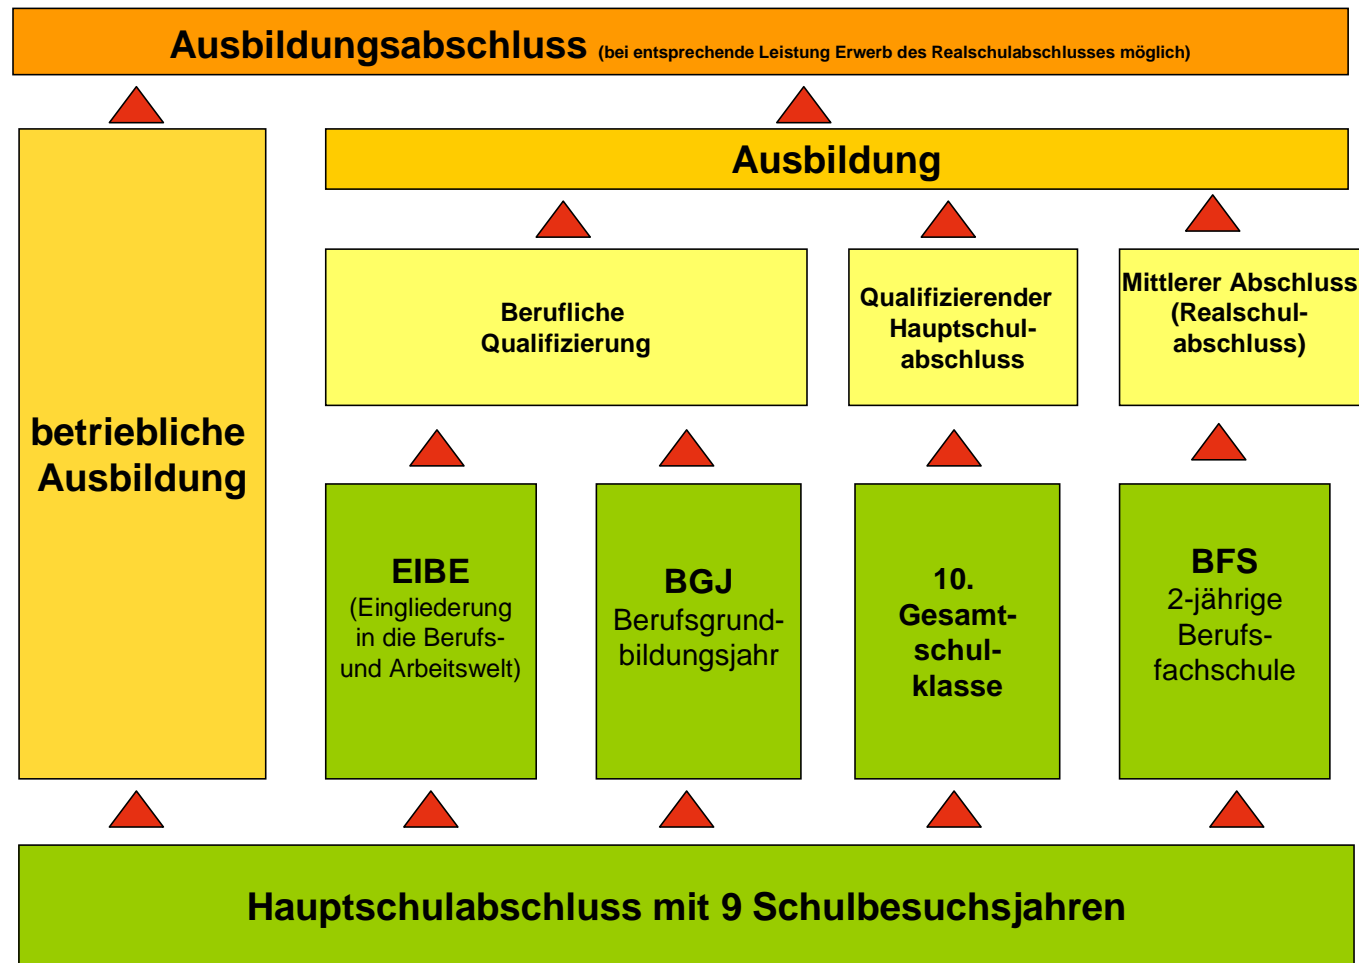 Ausbildungsabschluss (bei entsprechende Leistung Erwerb des Realschulabschlusses möglich)
Ausbildung
Berufliche
Qualifizierung
Qualifizierender
Hauptschul-
abschluss
Mittlerer Abschluss
(Realschul-
abschluss)
betriebliche
Ausbildung
EIBE
(Eingliederung
in die Berufs-
und Arbeitswelt)
BGJ
Berufsgrund-
bildungsjahr
10.
Gesamt-
schul-
klasse
BFS
2-jährige
Berufs-
fachschule
Hauptschulabschluss mit 9 Schulbesuchsjahren